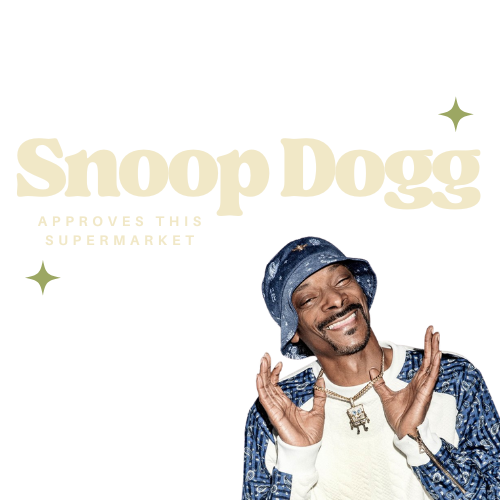 Snoop Dogg
APPROVES THIS
SUPERMARKET